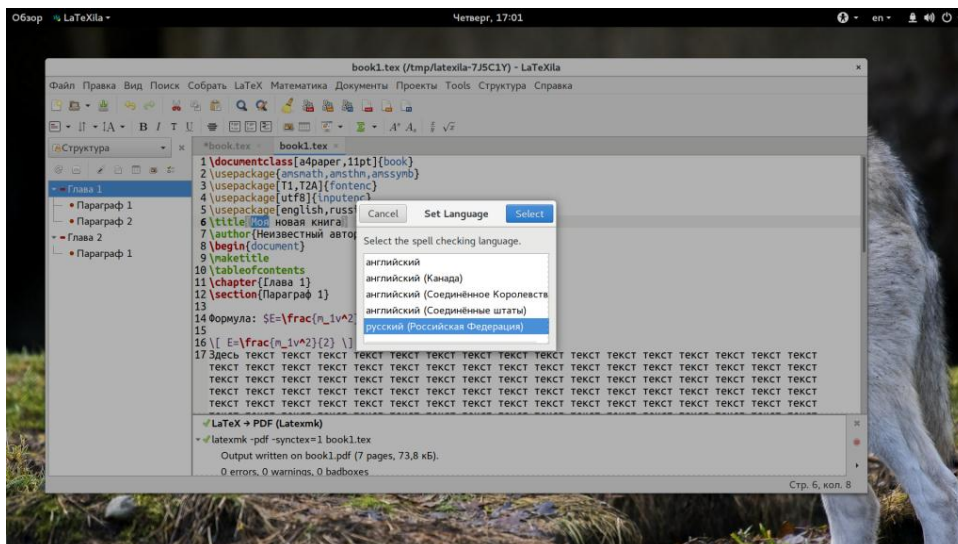 Обзор LaTeXila Четверг, 17:01 en
book1.tex (/tmp/latexila-7J5C1Y) - LaTeXila
Файл Правка Вид Поиск Собрать LaTeX Математика Документы Проекты Tools Структура Справка
Структура
*book.tex book1.tex
Глава 1
Параграф 1
Параграф 2
Глава 2
Параграф 1
1 \documentclass[a4paper,11pt]{book}
2 \usepackage{amsmath,amsthm,amssymb}
3 \usepackage[T1,T2A]{fontenc}
4 \usepackage[utf8]{inputenc}
5 \usepackage[english,russ
6 \title{Моя новая книга}
7 \author{Неизвестный автор
8 \begin{document}
9 \maketitle
10 \tableofcontents
11 \chapter{Глава 1}
12 \section{Параграф 1}
13
14 Формула: $E=\frac{m_1v^2}
15
16 \[ E=\frac{m_1v^2}{2} \]
17 Здесь текст текст текст текст текст текст текст текст текст текст текст текст текст
текст текст текст текст текст текст текст текст текст текст текст текст текст текст
текст текст текст текст текст текст текст текст текст текст текст текст текст текст
текст текст текст текст текст текст текст текст текст текст текст текст текст текст
текст текст текст текст текст текст текст текст текст текст текст текст текст текст
Cancel Set Language Select
Select the spell checking language.
английский
английский (Канада)
английский (Соединённое Королевств
английский (Соединённые штаты)
русский (Российская Федерация)
LaTeX → PDF (Latexmk)
latexmk -pdf -synctex=1 book1.tex
Output written on book1.pdf (7 pages, 73,8 кБ).
0 errors, 0 warnings, 0 badboxes
Стр. 6, кол. 8